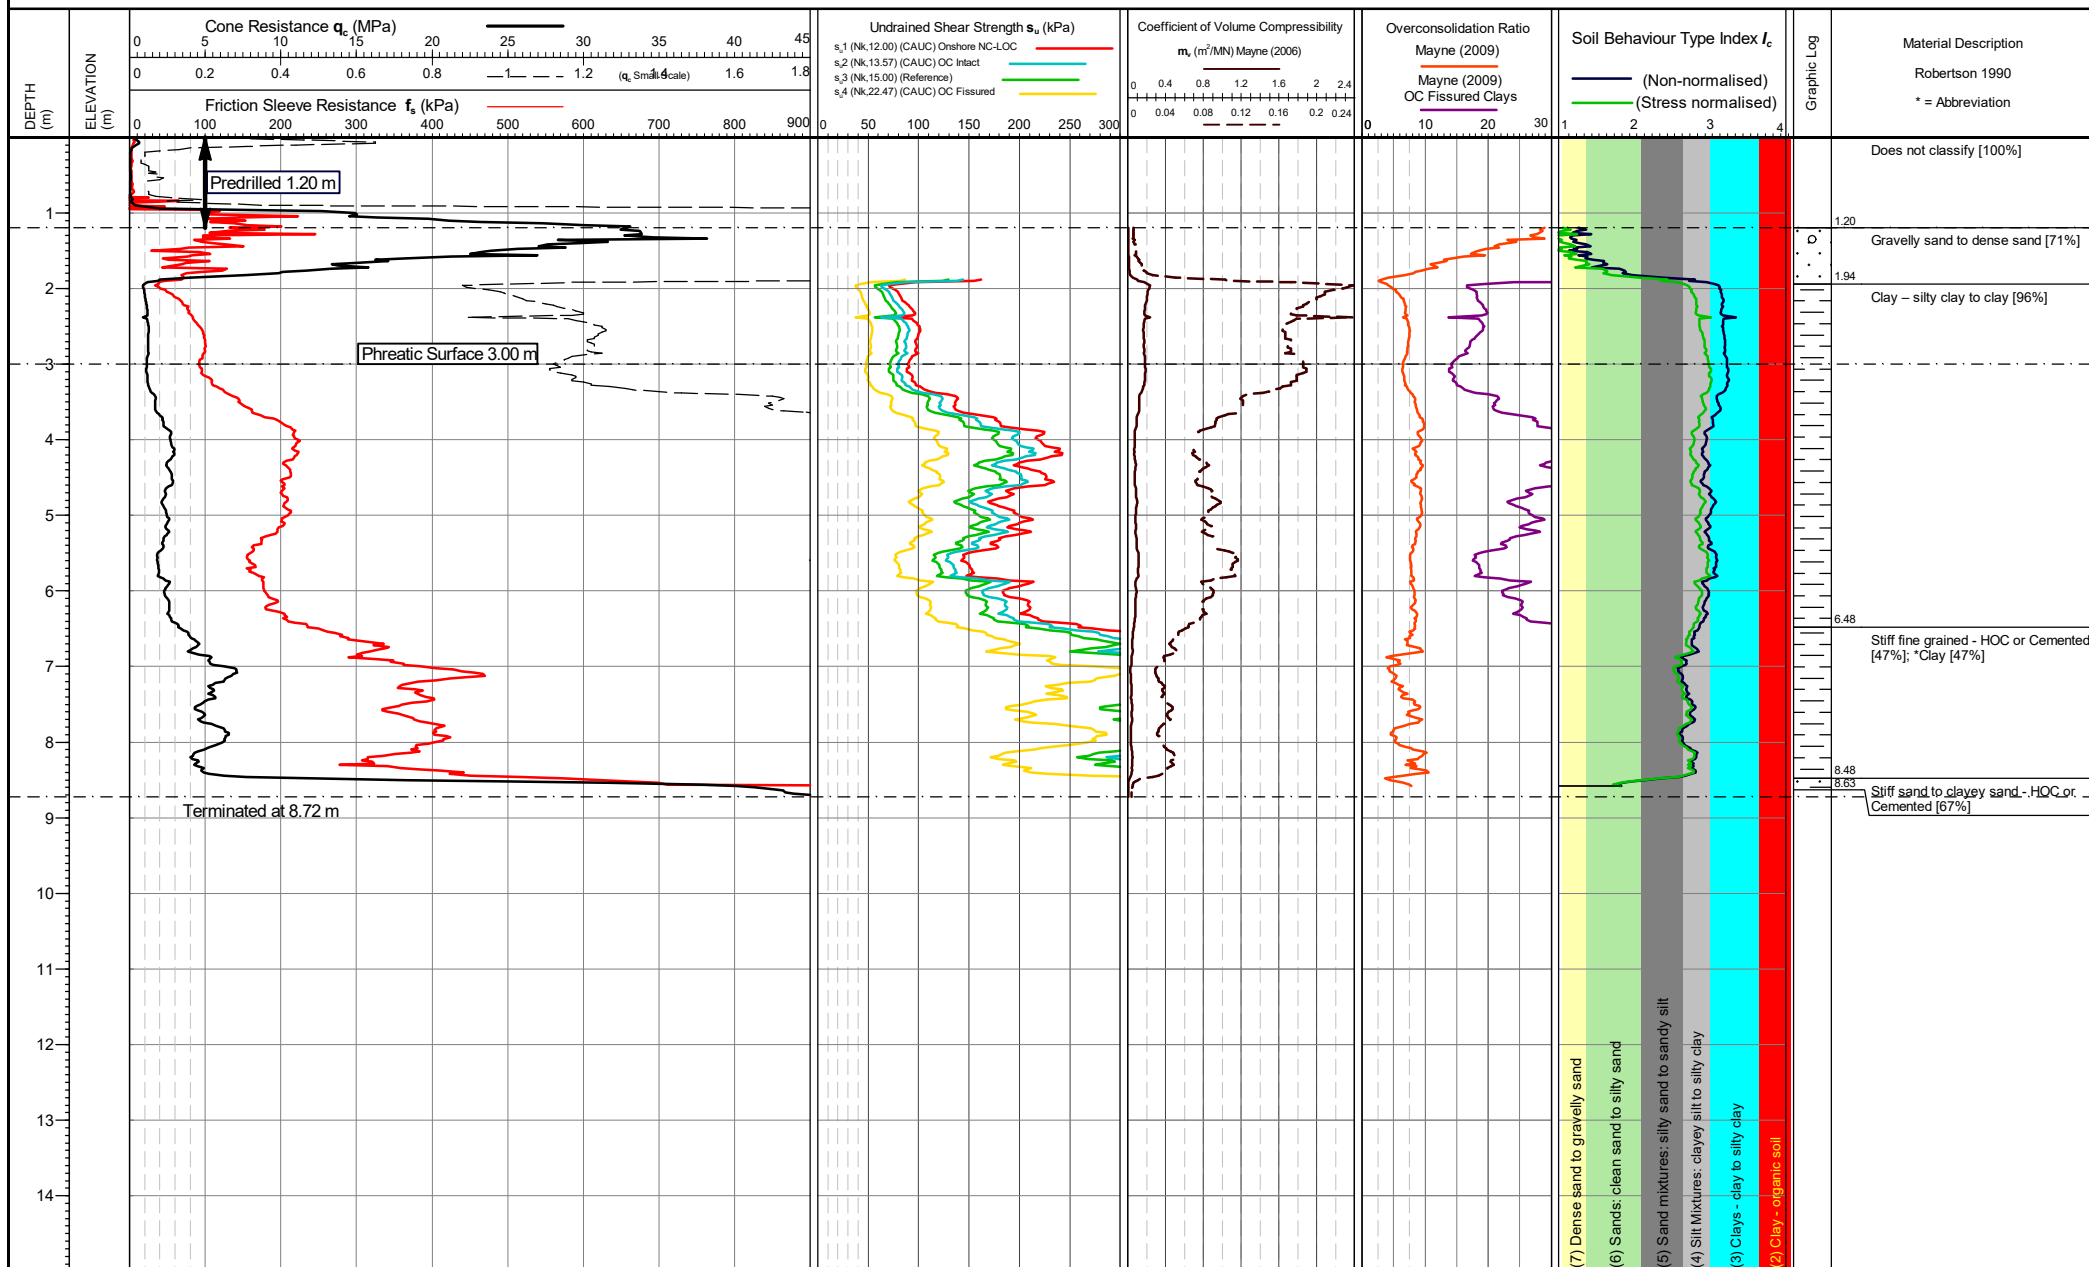 DEPTH
(m)
ELEVATION
(m)
Cone Resistance qc (MPa)
0 5 10 15 20 25 30 35 40 45
0 0.2 0.4 0.6 0.8 1 1.2 1.4 1.6 1.8
(qc Small Scale)
Friction Sleeve Resistance fs (kPa)
0 100 200 300 400 500 600 700 800 900
Undrained Shear Strength su (kPa)
su1 (Nk,12.00) (CAUC) Onshore NC-LOC
su2 (Nk,13.57) (CAUC) OC Intact
su3 (Nk,15.00) (Reference)
su4 (Nk,22.47) (CAUC) OC Fissured
0 50 100 150 200 250 300
Coefficient of Volume Compressibility
mv (m2/MN) Mayne (2006)
0 0.4 0.8 1.2 1.6 2 2.4
0 0.04 0.08 0.12 0.16 0.2 0.24
Overconsolidation Ratio
Mayne (2009)
Mayne (2009)
OC Fissured Clays
0 10 20 30
Soil Behaviour Type Index Ic
(Non-normalised)
(Stress normalised)
1 2 3 4
Graphic Log
Material Description
Robertson 1990
* = Abbreviation
Predrilled 1.20 m
Phreatic Surface 3.00 m
Terminated at 8.72 m
1
2
3
4
5
6
7
8
9
10
11
12
13
14
(7) Dense sand to gravelly sand
(6) Sands: clean sand to silty sand
(5) Sand mixtures: silty sand to sandy silt
(4) Silt Mixtures: clayey silt to silty clay
(3) Clays - clay to silty clay
(2) Clay - organic soil
Does not classify [100%]
1.20
Gravelly sand to dense sand [71%]
1.94
Clay – silty clay to clay [96%]
6.48
Stiff fine grained - HOC or Cemented
[47%]; *Clay [47%]
8.48
8.63
Stiff sand to clayey sand - HOC or
Cemented [67%]